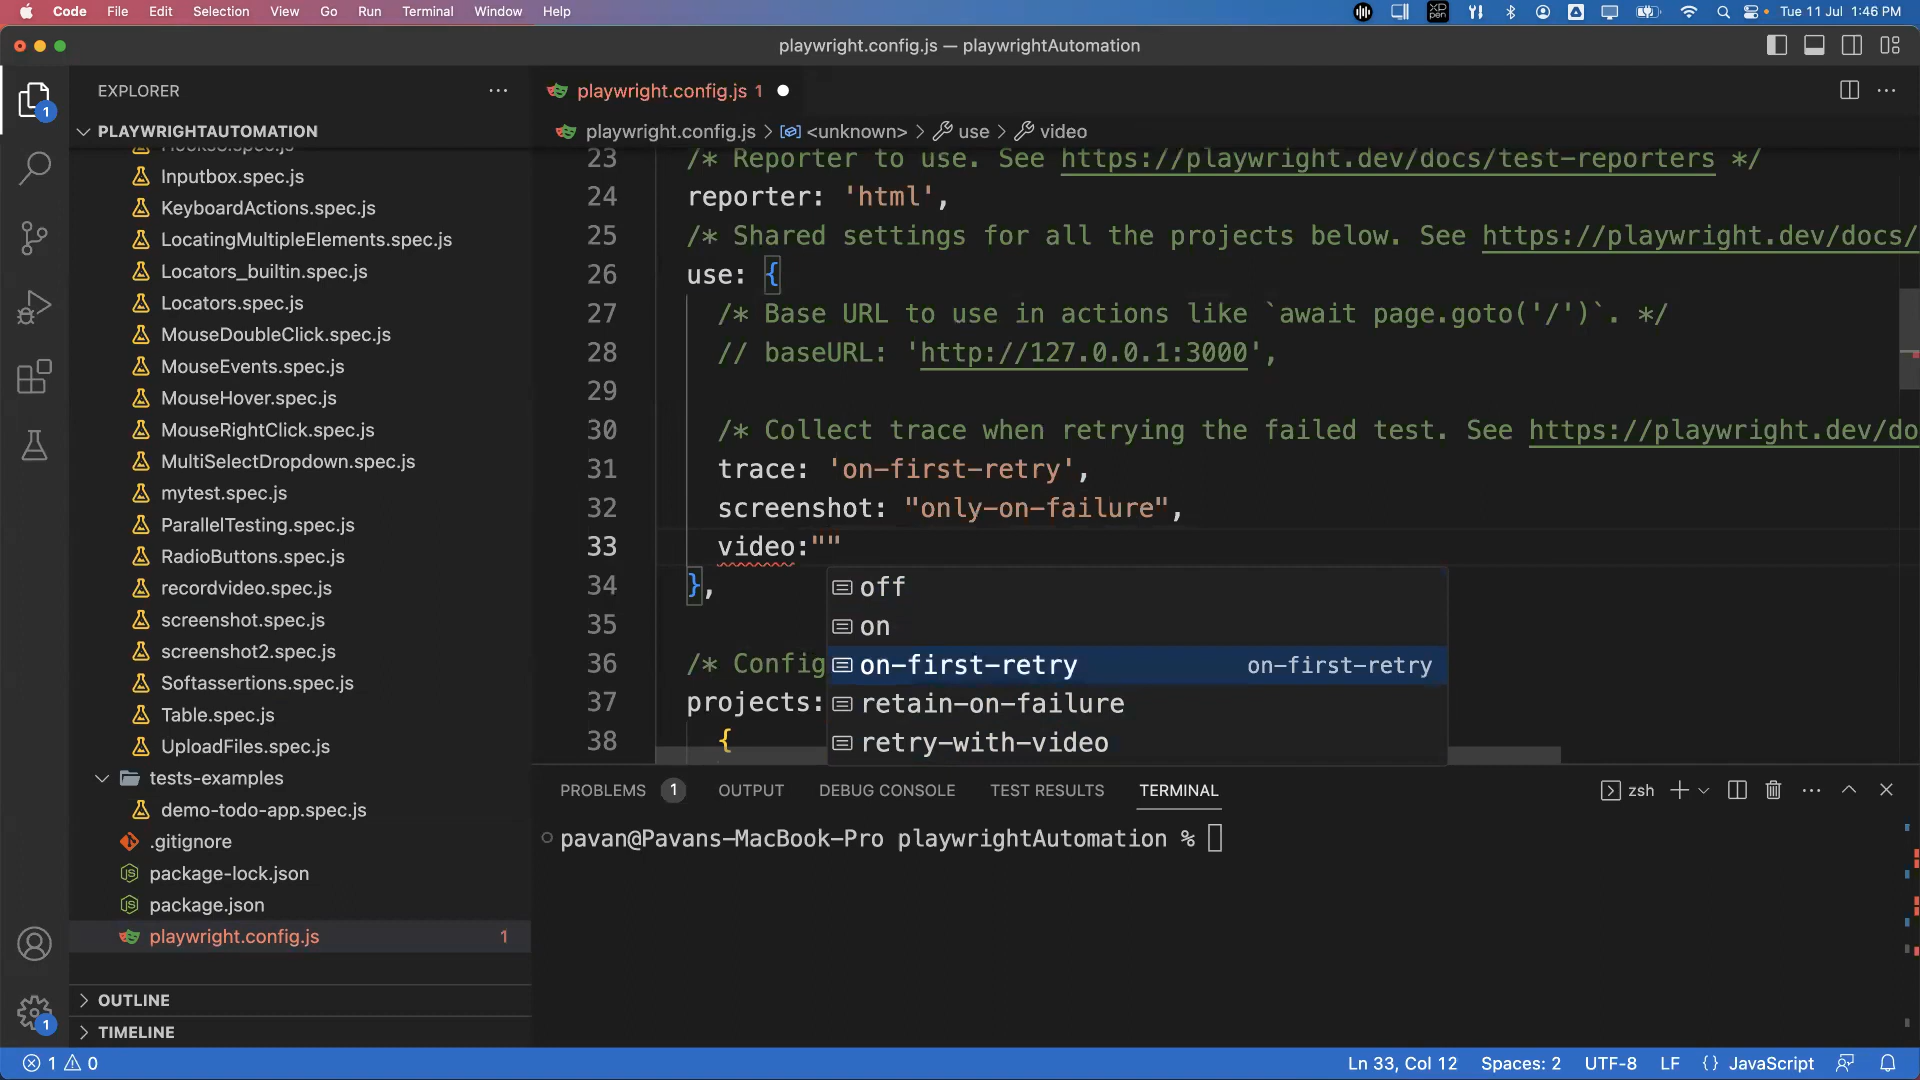 Code File Edit Selection View Go Run Terminal Window Help
XP pen
Tue 11 Jul 1:46 PM
playwright.config.js — playwrightAutomation
1
EXPLORER
PLAYWRIGHTAUTOMATION
Inputbox.spec.js
KeyboardActions.spec.js
LocatingMultipleElements.spec.js
Locators_builtin.spec.js
Locators.spec.js
MouseDoubleClick.spec.js
MouseEvents.spec.js
MouseHover.spec.js
MouseRightClick.spec.js
MultiSelectDropdown.spec.js
mytest.spec.js
ParallelTesting.spec.js
RadioButtons.spec.js
recordvideo.spec.js
screenshot.spec.js
screenshot2.spec.js
Softassertions.spec.js
Table.spec.js
UploadFiles.spec.js
tests-examples
demo-todo-app.spec.js
.gitignore
package-lock.json
package.json
playwright.config.js 1
OUTLINE
TIMELINE
1
playwright.config.js 1
playwright.config.js > <unknown> > use > video
23 /* Reporter to use. See https://playwright.dev/docs/test-reporters */
24 reporter: 'html',
25 /* Shared settings for all the projects below. See https://playwright.dev/docs/
26 use: {
27 /* Base URL to use in actions like `await page.goto('/')`. */
28 // baseURL: 'http://127.0.0.1:3000',
29
30 /* Collect trace when retrying the failed test. See https://playwright.dev/do
31 trace: 'on-first-retry',
32 screenshot: "only-on-failure",
33 video:""
34 },
35
36 /* Config
37 projects:
38 {
off
on
on-first-retry on-first-retry
retain-on-failure
retry-with-video
PROBLEMS 1 OUTPUT DEBUG CONSOLE TEST RESULTS TERMINAL
zsh
pavan@Pavans-MacBook-Pro playwrightAutomation %
1 0
Ln 33, Col 12 Spaces: 2 UTF-8 LF {} JavaScript